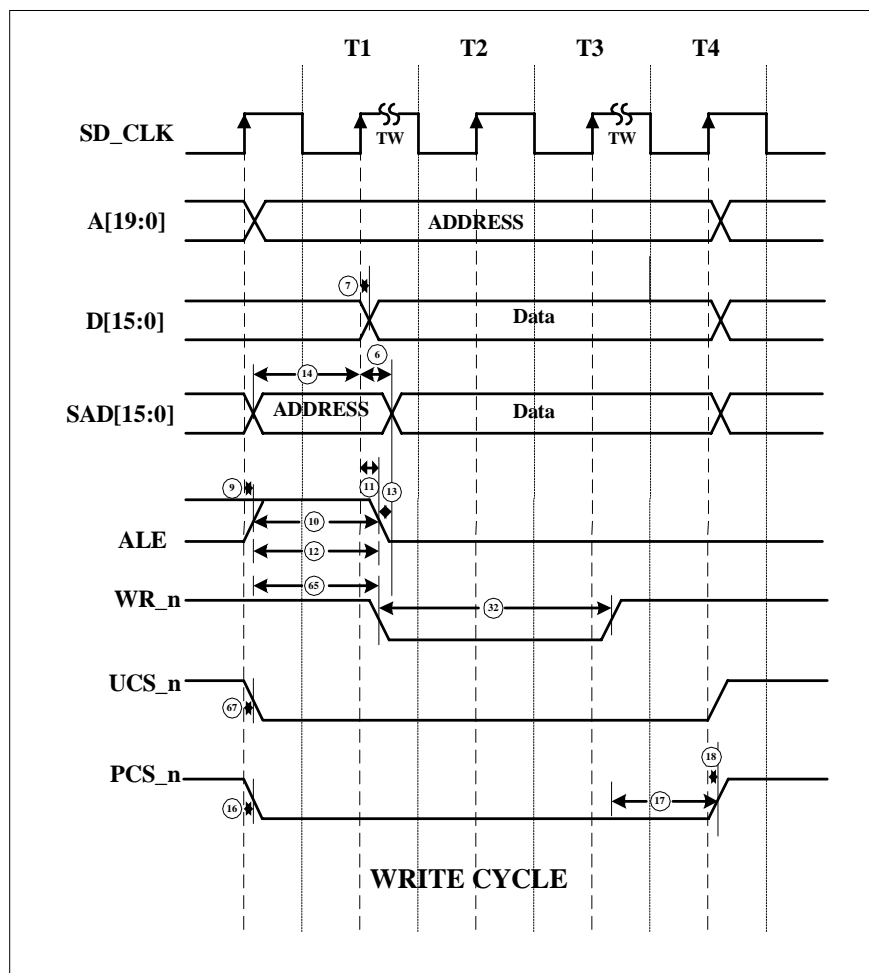 T1 T2 T3 T4
SD_CLK
TW TW
A[19:0]
ADDRESS
7
D[15:0]
Data
6
14
SAD[15:0]
ADDRESS
Data
9
11
13
10
ALE
12
65
WR_n
32
UCS_n
67
18
PCS_n
16
17
WRITE CYCLE